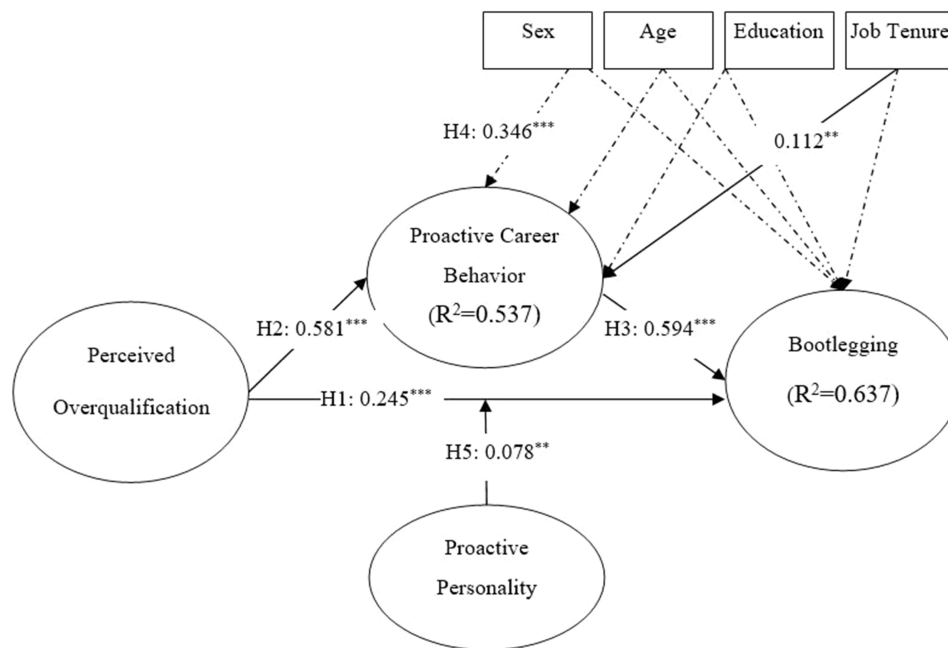 Sex
Age
Education
Job Tenure
H4: 0.346***
0.112**
Proactive Career
Behavior
(R²=0.537)
H2: 0.581***
H3: 0.594***
Perceived
Overqualification
Bootlegging
(R²=0.637)
H1: 0.245***
H5: 0.078**
Proactive
Personality